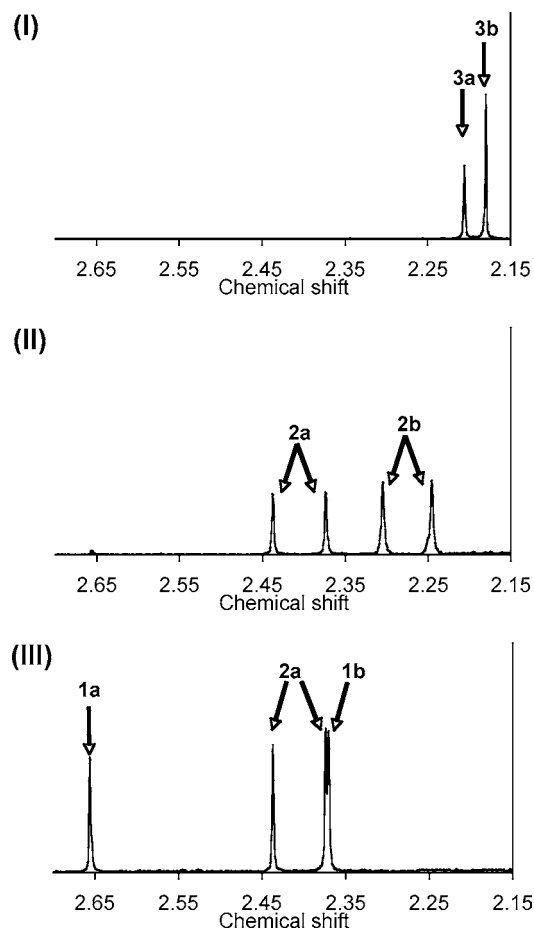 (I)
3b
3a
2.65 2.55 2.45 2.35 2.25 2.15
Chemical shift
(II)
2a 2b
2.65 2.55 2.45 2.35 2.25 2.15
Chemical shift
(III)
1a 2a 1b
2.65 2.55 2.45 2.35 2.25 2.15
Chemical shift